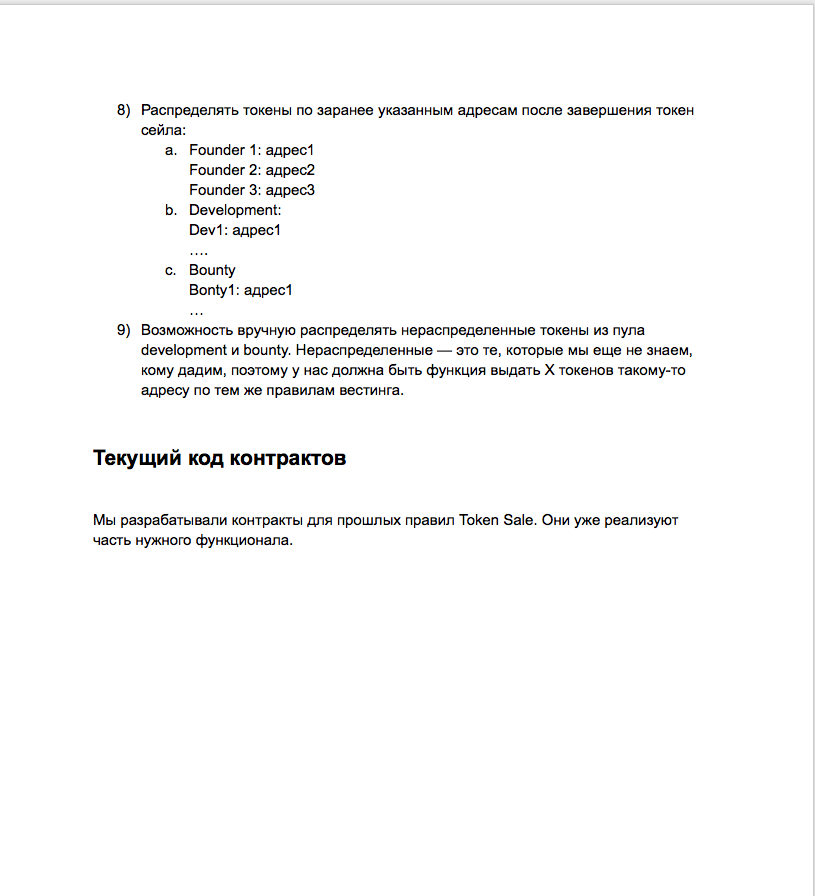 8) Распределять токены по заранее указанным адресам после завершения токен
сейла:
a. Founder 1: адрес1
Founder 2: адрес2
Founder 3: адрес3
b. Development:
Dev1: адрес1
....
c. Bounty
Bonty1: адрес1
...
9) Возможность вручную распределять нераспределенные токены из пула
development и bounty. Нераспределенные — это те, которые мы еще не знаем,
кому дадим, поэтому у нас должна быть функция выдать X токенов такому-то
адресу по тем же правилам вестинга.
Текущий код контрактов
Мы разрабатывали контракты для прошлых правил Token Sale. Они уже реализуют
часть нужного функционала.